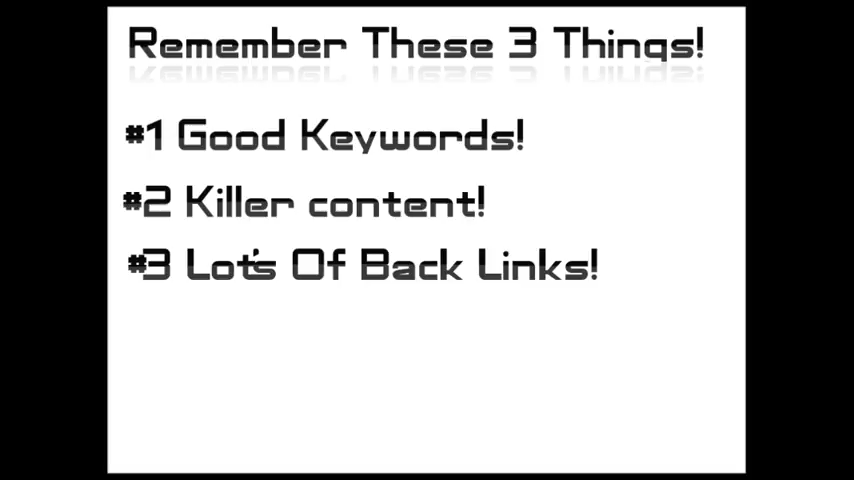 Remember These 3 Things!
#1 Good Keywords!
#2 Killer content!
#3 Lot's Of Back Links!